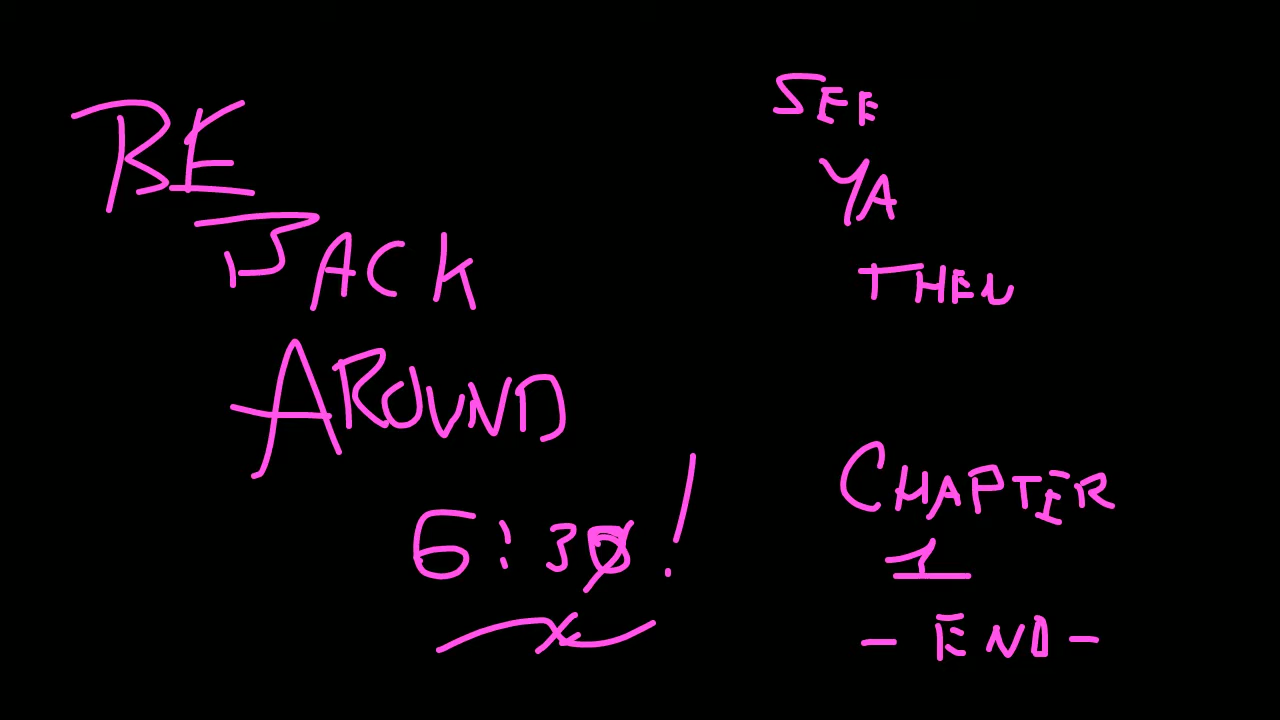 BE
BACK
AROUND
6:30!
SEE
YA
THEN
CHAPTER
1
- END -